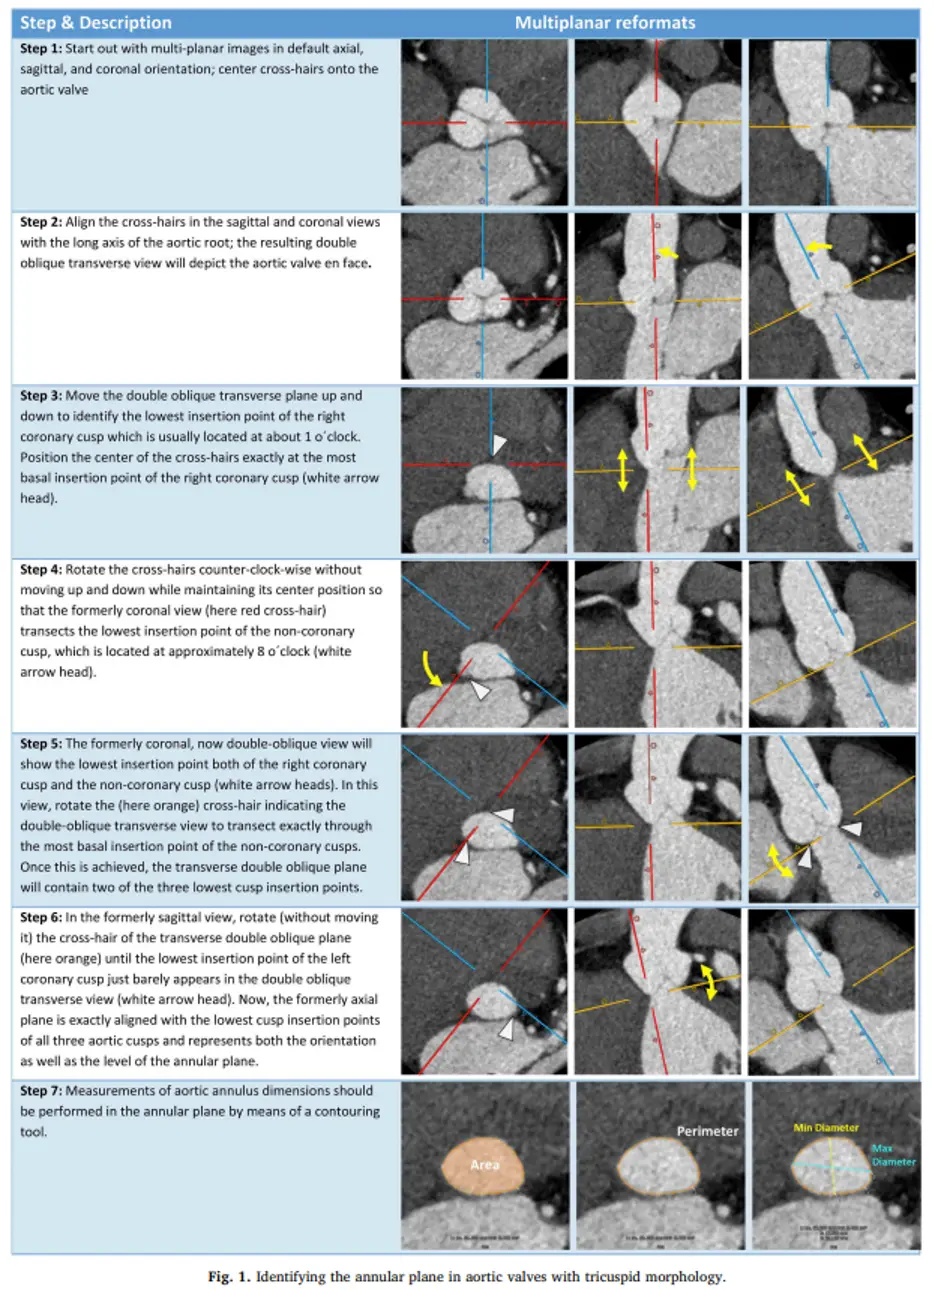 Step & Description
Multiplanar reformats
Step 1: Start out with multi-planar images in default axial,
sagittal, and coronal orientation; center cross-hairs onto the
aortic valve
Step 2: Align the cross-hairs in the sagittal and coronal views
with the long axis of the aortic root; the resulting double
oblique transverse view will depict the aortic valve en face.
Step 3: Move the double oblique transverse plane up and
down to identify the lowest insertion point of the right
coronary cusp which is usually located at about 1 o´clock.
Position the center of the cross-hairs exactly at the most
basal insertion point of the right coronary cusp (white arrow
head).
Step 4: Rotate the cross-hairs counter-clock-wise without
moving up and down while maintaining its center position so
that the formerly coronal view (here red cross-hair)
transects the lowest insertion point of the non-coronary
cusp, which is located at approximately 8 o´clock (white
arrow head).
Step 5: The formerly coronal, now double-oblique view will
show the lowest insertion point both of the right coronary
cusp and the non-coronary cusp (white arrow heads). In this
view, rotate the (here orange) cross-hair indicating the
double-oblique transverse view to transect exactly through
the most basal insertion point of the non-coronary cusps.
Once this is achieved, the transverse double oblique plane
will contain two of the three lowest cusp insertion points.
Step 6: In the formerly sagittal view, rotate (without moving
it) the cross-hair of the transverse double oblique plane
(here orange) until the lowest insertion point of the left
coronary cusp just barely appears in the double oblique
transverse view (white arrow head). Now, the formerly axial
plane is exactly aligned with the lowest cusp insertion points
of all three aortic cusps and represents both the orientation
as well as the level of the annular plane.
Step 7: Measurements of aortic annulus dimensions should
be performed in the annular plane by means of a contouring
tool.
Area
Perimeter
Min Diameter
Max
Diameter
Fig. 1. Identifying the annular plane in aortic valves with tricuspid morphology.